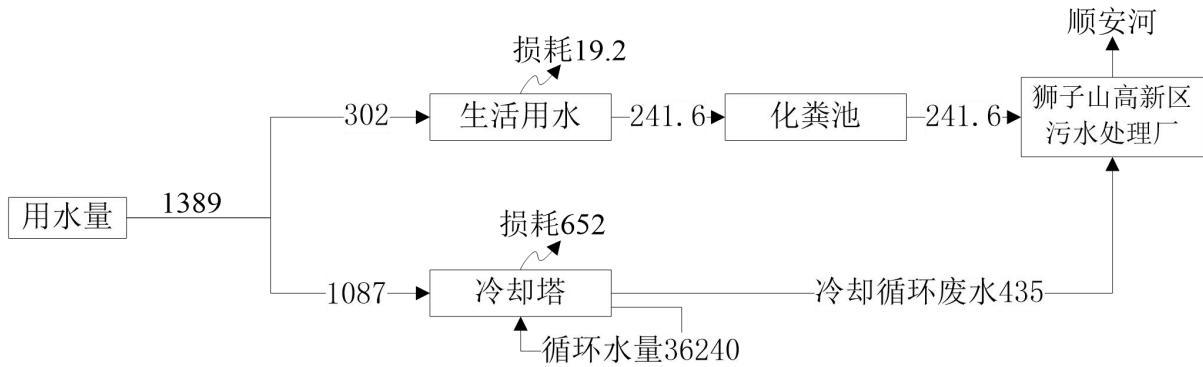 顺安河
损耗19.2
302
生活用水
241.6
化粪池
241.6
狮子山高新区
污水处理厂
用水量
1389
损耗652
1087
冷却塔
冷却循环废水435
循环水量36240